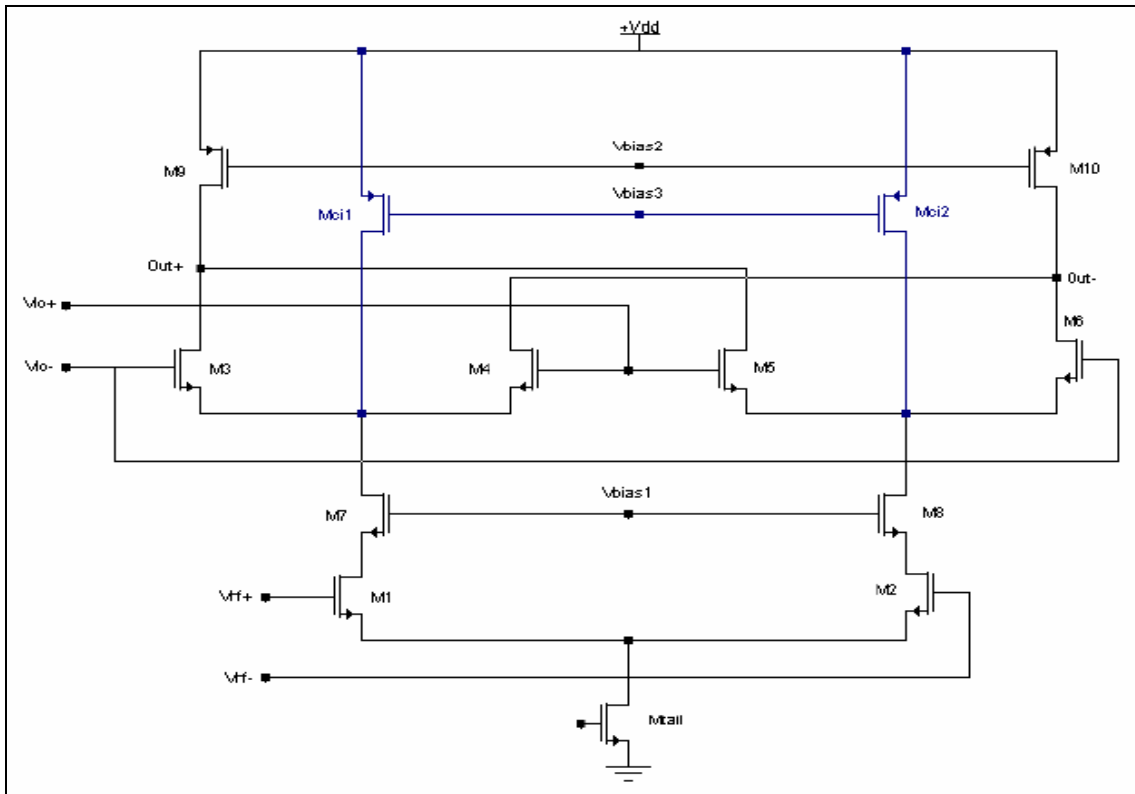 +Vdd
M9
Vbias2
M10
Mci1
Vbias3
Mci2
Out+
Out-
Vlo+
M6
Vlo-
M3
M4
M5
M7
Vbias1
M8
Vrf+
M1
M2
Vrf-
Mtail